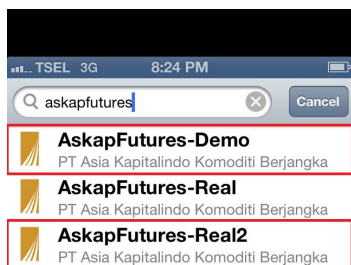 TSEL 3G 8:24 PM
askapfutures Cancel
AskapFutures-Demo
PT Asia Kapitalindo Komoditi Berjangka
AskapFutures-Real
PT Asia Kapitalindo Komoditi Berjangka
AskapFutures-Real2
PT Asia Kapitalindo Komoditi Berjangka